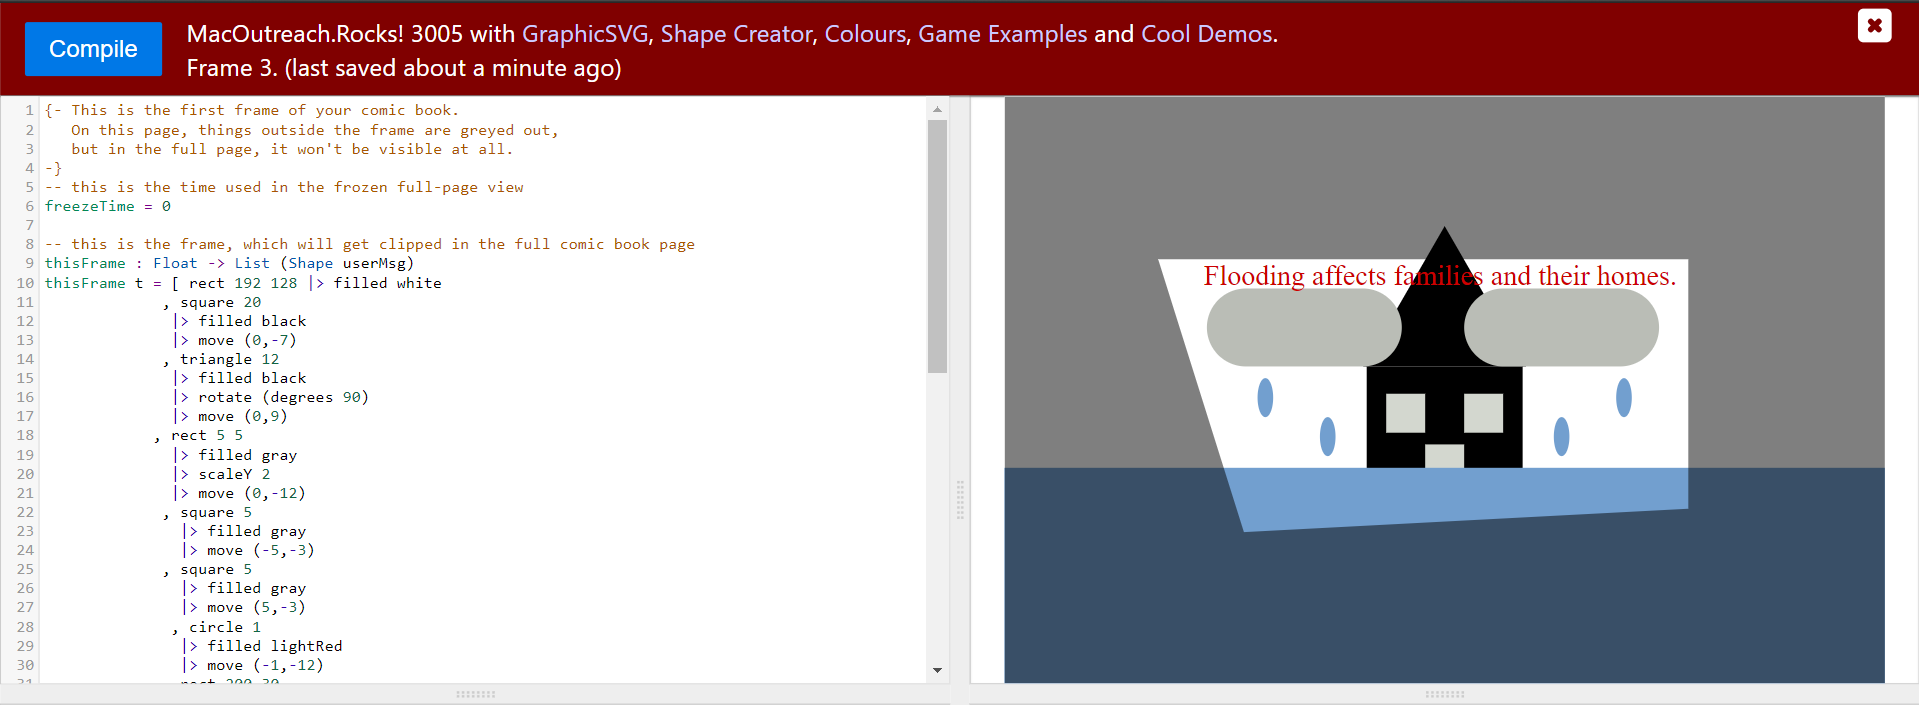 Compile
MacOutreach.Rocks! 3005 with GraphicSVG, Shape Creator, Colours, Game Examples and Cool Demos.
Frame 3. (last saved about a minute ago)
1 {- This is the first frame of your comic book.
2 On this page, things outside the frame are greyed out,
3 but in the full page, it won't be visible at all.
4 -}
5 -- this is the time used in the frozen full-page view
6 freezeTime = 0
7
8 -- this is the frame, which will get clipped in the full comic book page
9 thisFrame : Float -> List (Shape userMsg)
10 thisFrame t = [ rect 192 128 |> filled white
11 , square 20
12 |> filled black
13 |> move (0,-7)
14 , triangle 12
15 |> filled black
16 |> rotate (degrees 90)
17 |> move (0,9)
18 , rect 5 5
19 |> filled gray
20 |> scaleY 2
21 |> move (0,-12)
22 , square 5
23 |> filled gray
24 |> move (-5,-3)
25 , square 5
26 |> filled gray
27 |> move (5,-3)
28 , circle 1
29 |> filled lightRed
30 |> move (-1,-12)
31 rect 200 30
Flooding affects families and their homes.